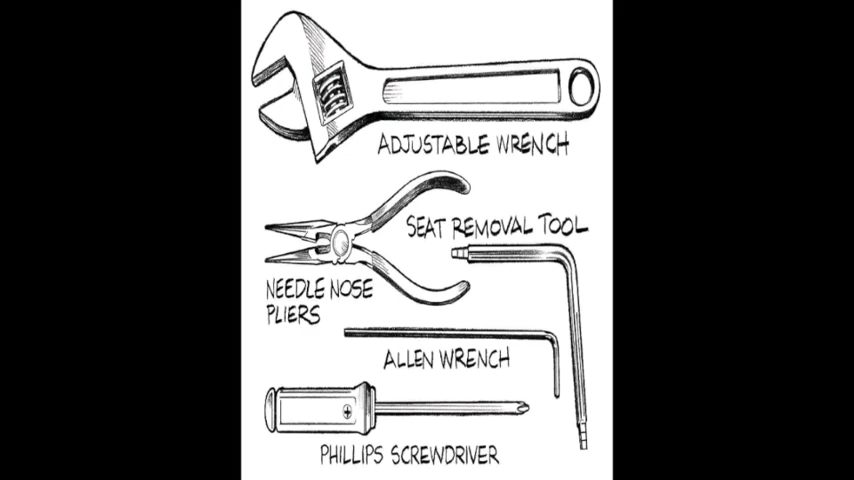 ADJUSTABLE WRENCH
SEAT REMOVAL TOOL
NEEDLE NOSE
PLIERS
ALLEN WRENCH
PHILLIPS SCREWDRIVER